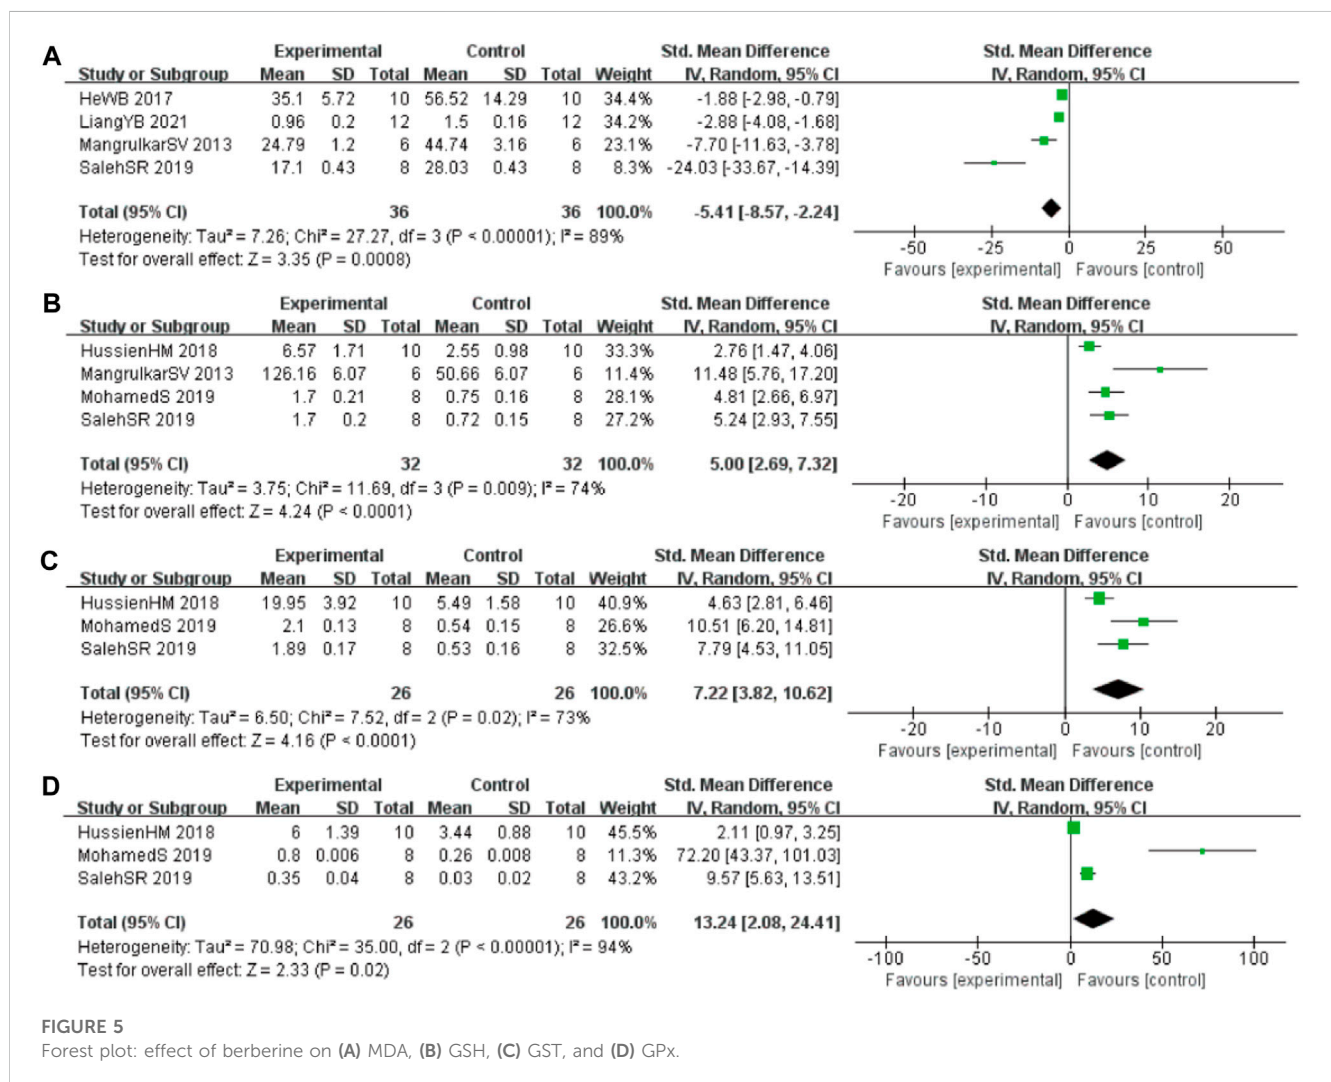 A
Experimental Control Std. Mean Difference Std. Mean Difference
Study or Subgroup Mean SD Total Mean SD Total Weight IV, Random, 95% CI IV, Random, 95% CI
HeWB 2017 35.1 5.72 10 56.52 14.29 10 34.4% -1.88 [-2.98, -0.79]
LiangYB 2021 0.96 0.2 12 1.5 0.16 12 34.2% -2.88 [-4.08, -1.68]
MangrulkarSV 2013 24.79 1.2 6 44.74 3.16 6 23.1% -7.70 [-11.63, -3.78]
SalehSR 2019 17.1 0.43 8 28.03 0.43 8 8.3% -24.03 [-33.67, -14.39]
Total (95% CI) 36 36 100.0% -5.41 [-8.57, -2.24]
Heterogeneity: Tau² = 7.26; Chi² = 27.27, df = 3 (P < 0.00001); I² = 89%
Test for overall effect: Z = 3.35 (P = 0.0008)
-50 -25 0 25 50
Favours [experimental] Favours [control]
B
Experimental Control Std. Mean Difference Std. Mean Difference
Study or Subgroup Mean SD Total Mean SD Total Weight IV, Random, 95% CI IV, Random, 95% CI
HussienHM 2018 6.57 1.71 10 2.55 0.98 10 33.3% 2.76 [1.47, 4.06]
MangrulkarSV 2013 126.16 6.07 6 50.66 6.07 6 11.4% 11.48 [5.76, 17.20]
MohamedS 2019 1.7 0.21 8 0.75 0.16 8 28.1% 4.81 [2.66, 6.97]
SalehSR 2019 1.7 0.2 8 0.72 0.15 8 27.2% 5.24 [2.93, 7.55]
Total (95% CI) 32 32 100.0% 5.00 [2.69, 7.32]
Heterogeneity: Tau² = 3.75; Chi² = 11.69, df = 3 (P = 0.009); I² = 74%
Test for overall effect: Z = 4.24 (P < 0.0001)
-20 -10 0 10 20
Favours [experimental] Favours [control]
C
Experimental Control Std. Mean Difference Std. Mean Difference
Study or Subgroup Mean SD Total Mean SD Total Weight IV, Random, 95% CI IV, Random, 95% CI
HussienHM 2018 19.95 3.92 10 5.49 1.58 10 40.9% 4.63 [2.81, 6.46]
MohamedS 2019 2.1 0.13 8 0.54 0.15 8 26.6% 10.51 [6.20, 14.81]
SalehSR 2019 1.89 0.17 8 0.53 0.16 8 32.5% 7.79 [4.53, 11.05]
Total (95% CI) 26 26 100.0% 7.22 [3.82, 10.62]
Heterogeneity: Tau² = 6.50; Chi² = 7.52, df = 2 (P = 0.02); I² = 73%
Test for overall effect: Z = 4.16 (P < 0.0001)
-20 -10 0 10 20
Favours [experimental] Favours [control]
D
Experimental Control Std. Mean Difference Std. Mean Difference
Study or Subgroup Mean SD Total Mean SD Total Weight IV, Random, 95% CI IV, Random, 95% CI
HussienHM 2018 6 1.39 10 3.44 0.88 10 45.5% 2.11 [0.97, 3.25]
MohamedS 2019 0.8 0.006 8 0.26 0.008 8 11.3% 72.20 [43.37, 101.03]
SalehSR 2019 0.35 0.04 8 0.03 0.02 8 43.2% 9.57 [5.63, 13.51]
Total (95% CI) 26 26 100.0% 13.24 [2.08, 24.41]
Heterogeneity: Tau² = 70.98; Chi² = 35.00, df = 2 (P < 0.00001); I² = 94%
Test for overall effect: Z = 2.33 (P = 0.02)
-100 -50 0 50 100
Favours [experimental] Favours [control]
FIGURE 5
Forest plot: effect of berberine on (A) MDA, (B) GSH, (C) GST, and (D) GPx.